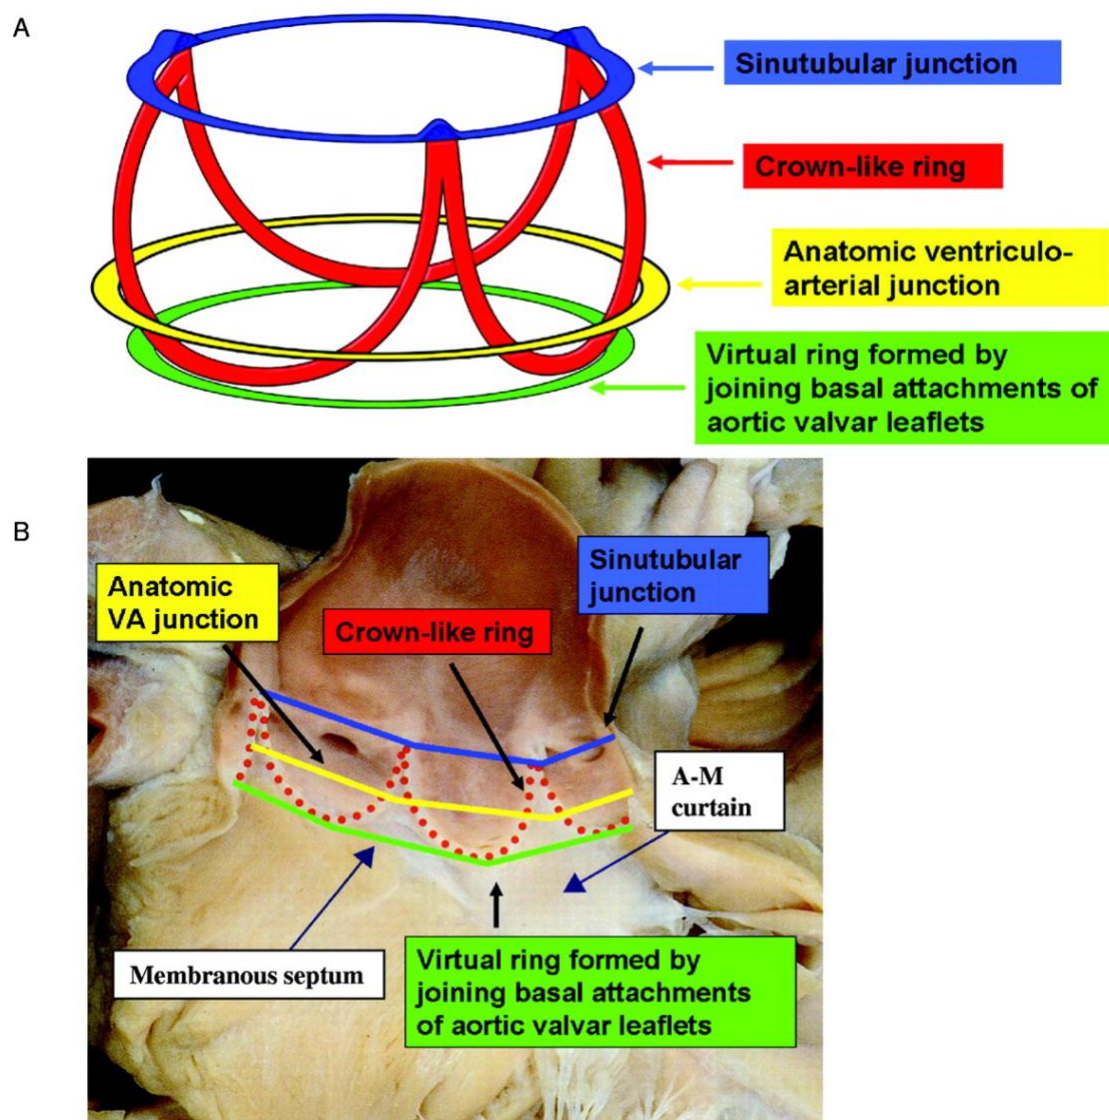 A
Sinutubular junction
Crown-like ring
Anatomic ventriculo-
arterial junction
Virtual ring formed by
joining basal attachments of
aortic valvar leaflets
B
Anatomic
VA junction
Crown-like ring
Sinutubular
junction
A-M
curtain
Membranous septum
Virtual ring formed by
joining basal attachments
of aortic valvar leaflets